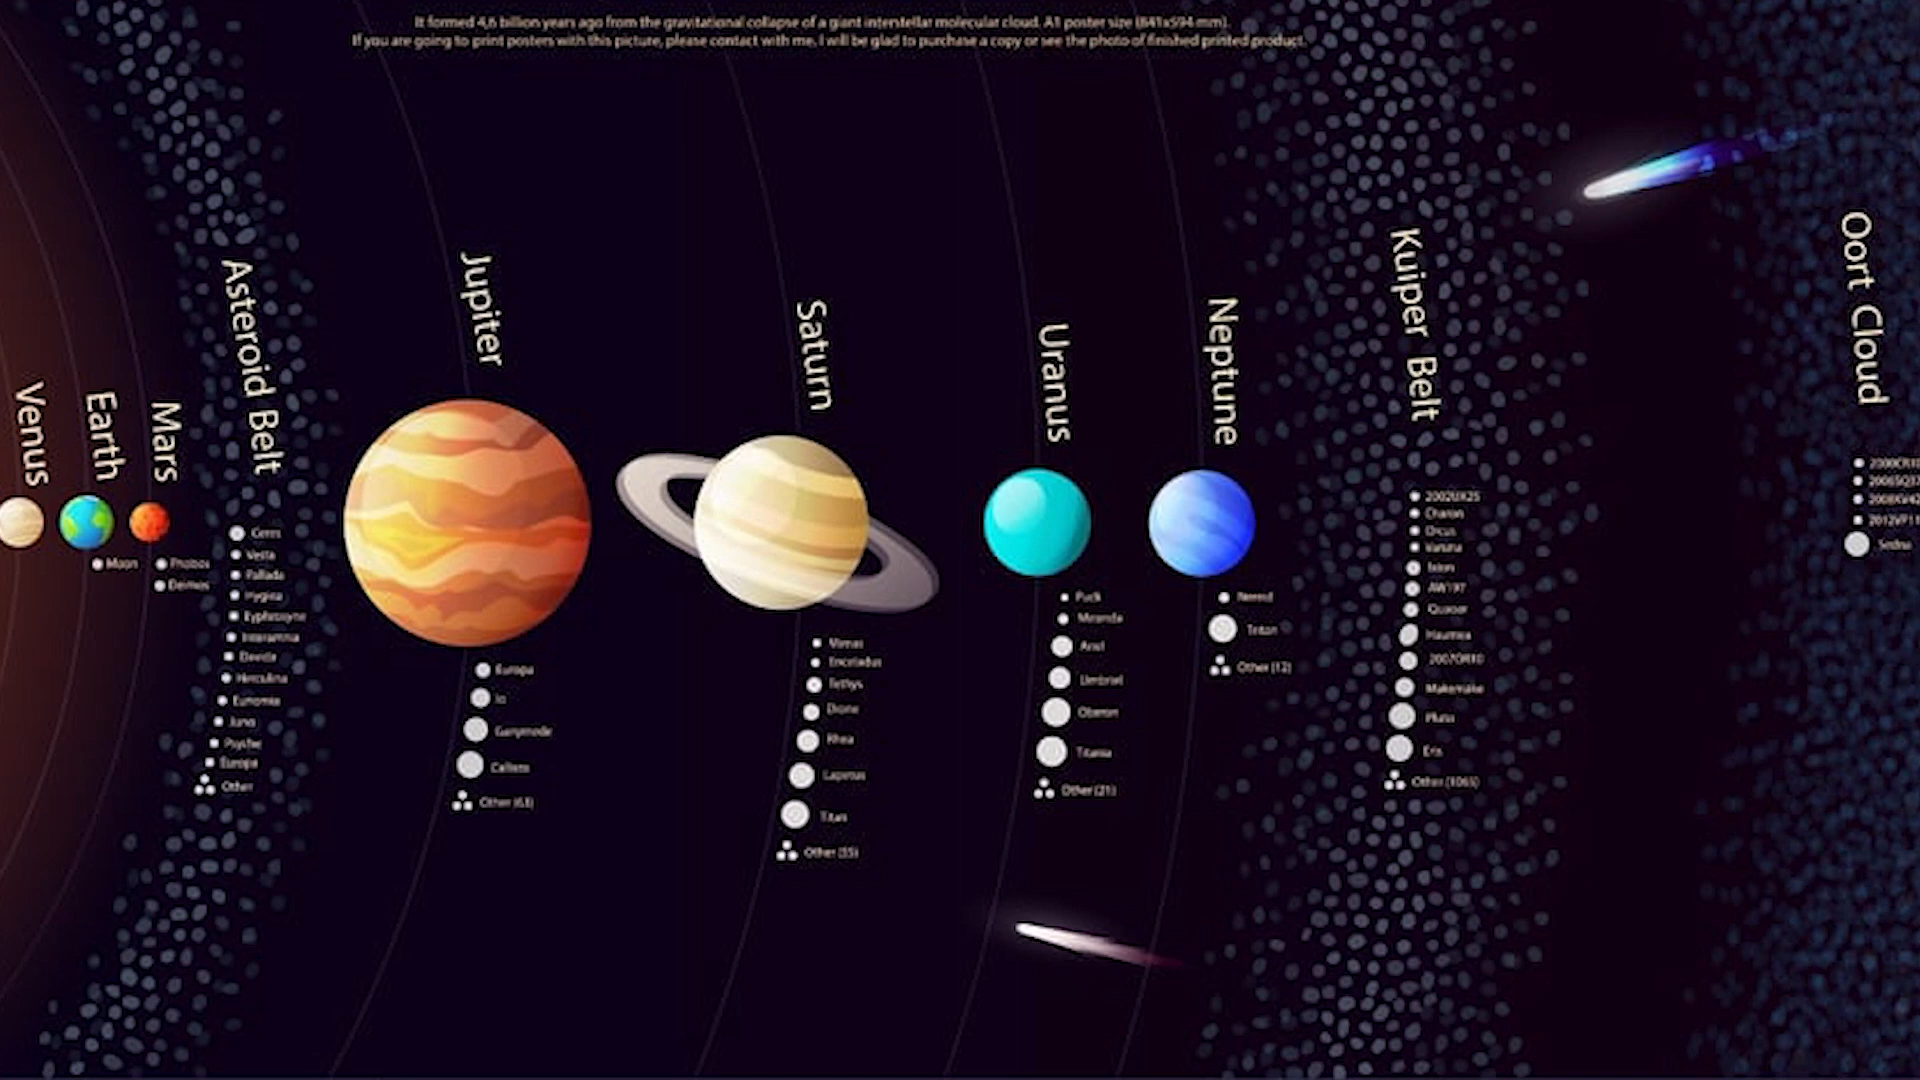 It formed 4,6 billion years ago from the gravitational collapse of a giant interstellar molecular cloud. A1 poster size (841x594 mm).
If you are going to print posters with this picture, please contact with me. I will be glad to purchase a copy or see the photo of finished printed product.
Venus
Earth
Moon
Mars
Phobos
Deimos
Asteroid Belt
Ceres
Vesta
Pallada
Hygiea
Interamnia
Davida
Herculina
Eunomia
Juno
Psyche
Europa
Other
Jupiter
Europa
Io
Ganymede
Callisto
Other (63)
Saturn
Mimas
Enceladus
Tethys
Dione
Rhea
Lapetus
Titan
Other (55)
Uranus
Puck
Miranda
Ariel
Umbriel
Oberon
Titania
Other (21)
Neptune
Nereid
Triton
Other (12)
Kuiper Belt
2002UX25
Charon
Orcus
Varuna
Ixion
AW197
Quaoar
Haumea
2007OR10
Makemake
Pluto
Eris
Other (1065)
Oort Cloud
Sedna